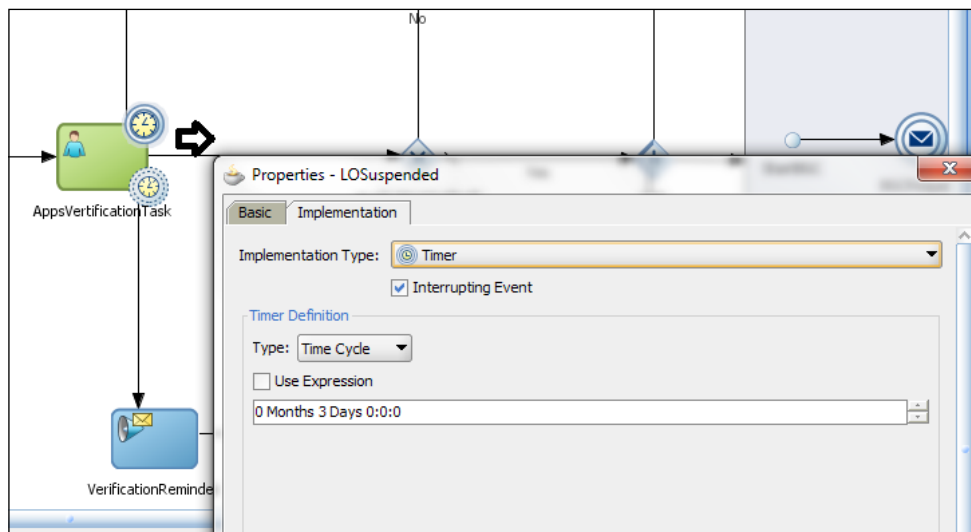 No
AppsVertificationTask
VerificationReminde
Properties - LOSuspended
Basic
Implementation
Implementation Type:
Timer
Interrupting Event
Timer Definition
Type:
Time Cycle
Use Expression
0 Months 3 Days 0:0:0